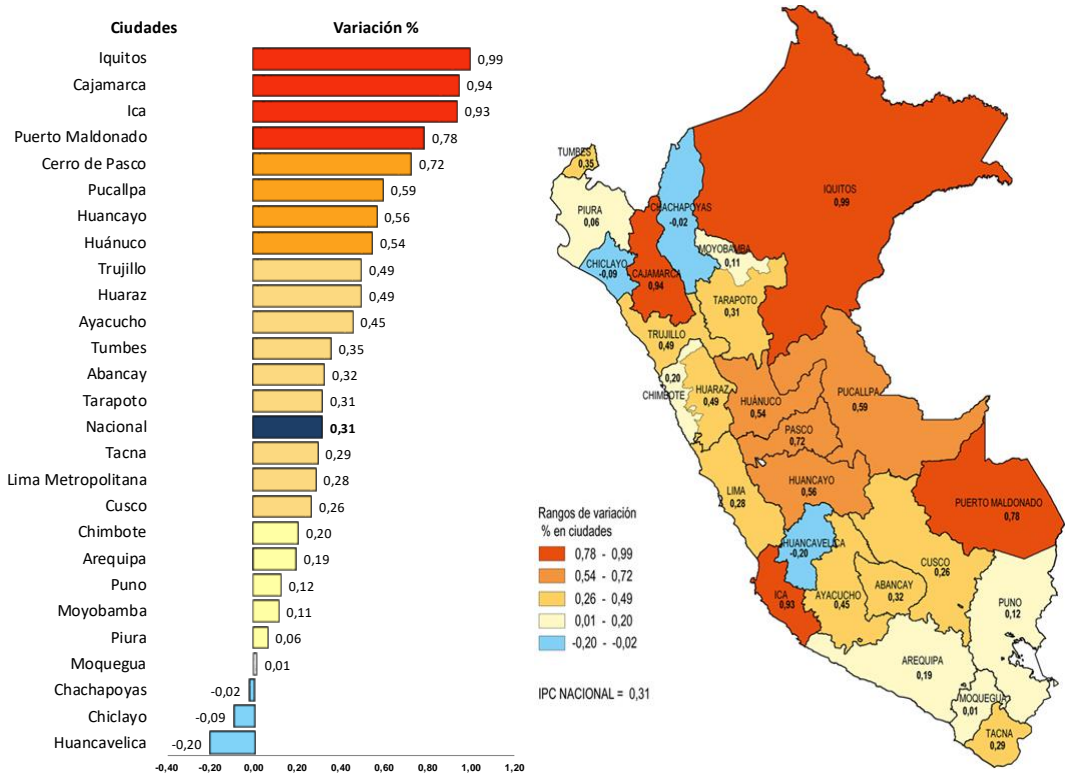 Ciudades Variación %
Iquitos 0,99
Cajamarca 0,94
Ica 0,93
Puerto Maldonado 0,78
Cerro de Pasco 0,72
Pucallpa 0,59
Huancayo 0,56
Huánuco 0,54
Trujillo 0,49
Huaraz 0,49
Ayacucho 0,45
Tumbes 0,35
Abancay 0,32
Tarapoto 0,31
Nacional 0,31
Tacna 0,29
Lima Metropolitana 0,28
Cusco 0,26
Chimbote 0,20
Arequipa 0,19
Puno 0,12
Moyobamba 0,11
Piura 0,06
Moquegua 0,01
Chachapoyas -0,02
Chiclayo -0,09
Huancavelica -0,20
-0,40 -0,20 0,00 0,20 0,40 0,60 0,80 1,00 1,20
TUMBES
0,35
PIURA
0,06
CHICLAYO
-0,09
CAJAMARCA
0,94
CHACHAPOYAS
-0,02
IQUITOS
0,99
MOYOBAMBA
0,11
TARAPOTO
0,31
TRUJILLO
0,49
0,20
CHIMBOTE
HUARAZ
0,49
HUÁNUCO
0,54
PUCALLPA
0,59
PASCO
0,72
LIMA
0,28
HUANCAYO
0,56
PUERTO MALDONADO
0,78
HUANCAVELICA
-0,20
ICA
0,93
AYACUCHO
0,45
ABANCAY
0,32
CUSCO
0,26
PUNO
0,12
AREQUIPA
0,19
MOQUEGUA
0,01
TACNA
0,29
Rangos de variación
% en ciudades
0,78 - 0,99
0,54 - 0,72
0,26 - 0,49
0,01 - 0,20
-0,20 - -0,02
IPC NACIONAL = 0,31